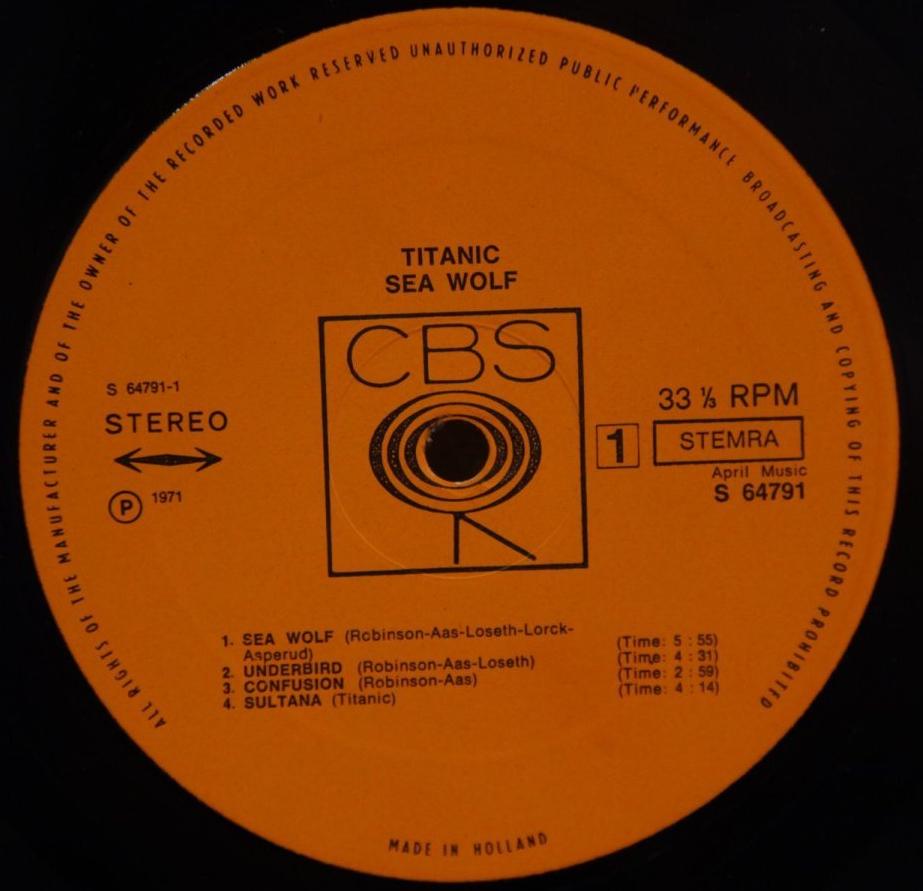 ALL RIGHTS OF THE MANUFACTURER AND OF THE OWNER OF THE RECORDED WORK RESERVED UNAUTHORIZED PUBLIC PERFORMANCE BROADCASTING AND COPYING OF THIS RECORD PROHIBITED
TITANIC
SEA WOLF
CBS
S 64791-1
STEREO
P 1971
33 ⅓ RPM
1 STEMRA
April Music
S 64791
1. SEA WOLF (Robinson-Aas-Loseth-Lorck- (Time: 5 : 55)
Asperud)
2. UNDERBIRD (Robinson-Aas-Loseth) (Time: 4 : 31)
3. CONFUSION (Robinson-Aas) (Time: 2 : 59)
4. SULTANA (Titanic) (Time: 4 : 14)
MADE IN HOLLAND